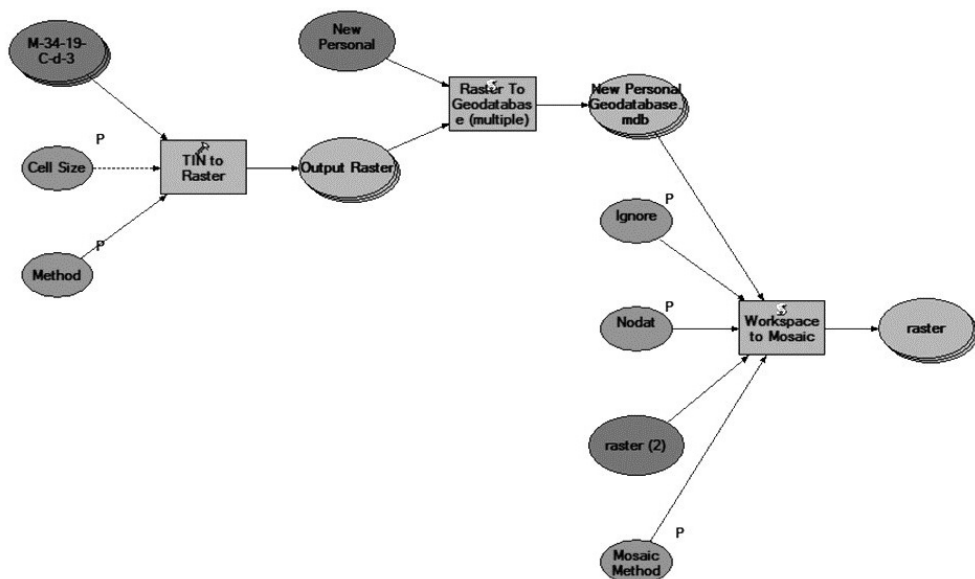 M-34-19-
C-d-3
P
Cell Size
P
Method
TIN to
Raster
Output Raster
New
Personal
Raster To
Geodatabas
e (multiple)
New Personal
Geodatabase.
mdb
P
Ignore
P
Nodat
raster (2)
P
Mosaic
Method
Workspace
to Mosaic
raster